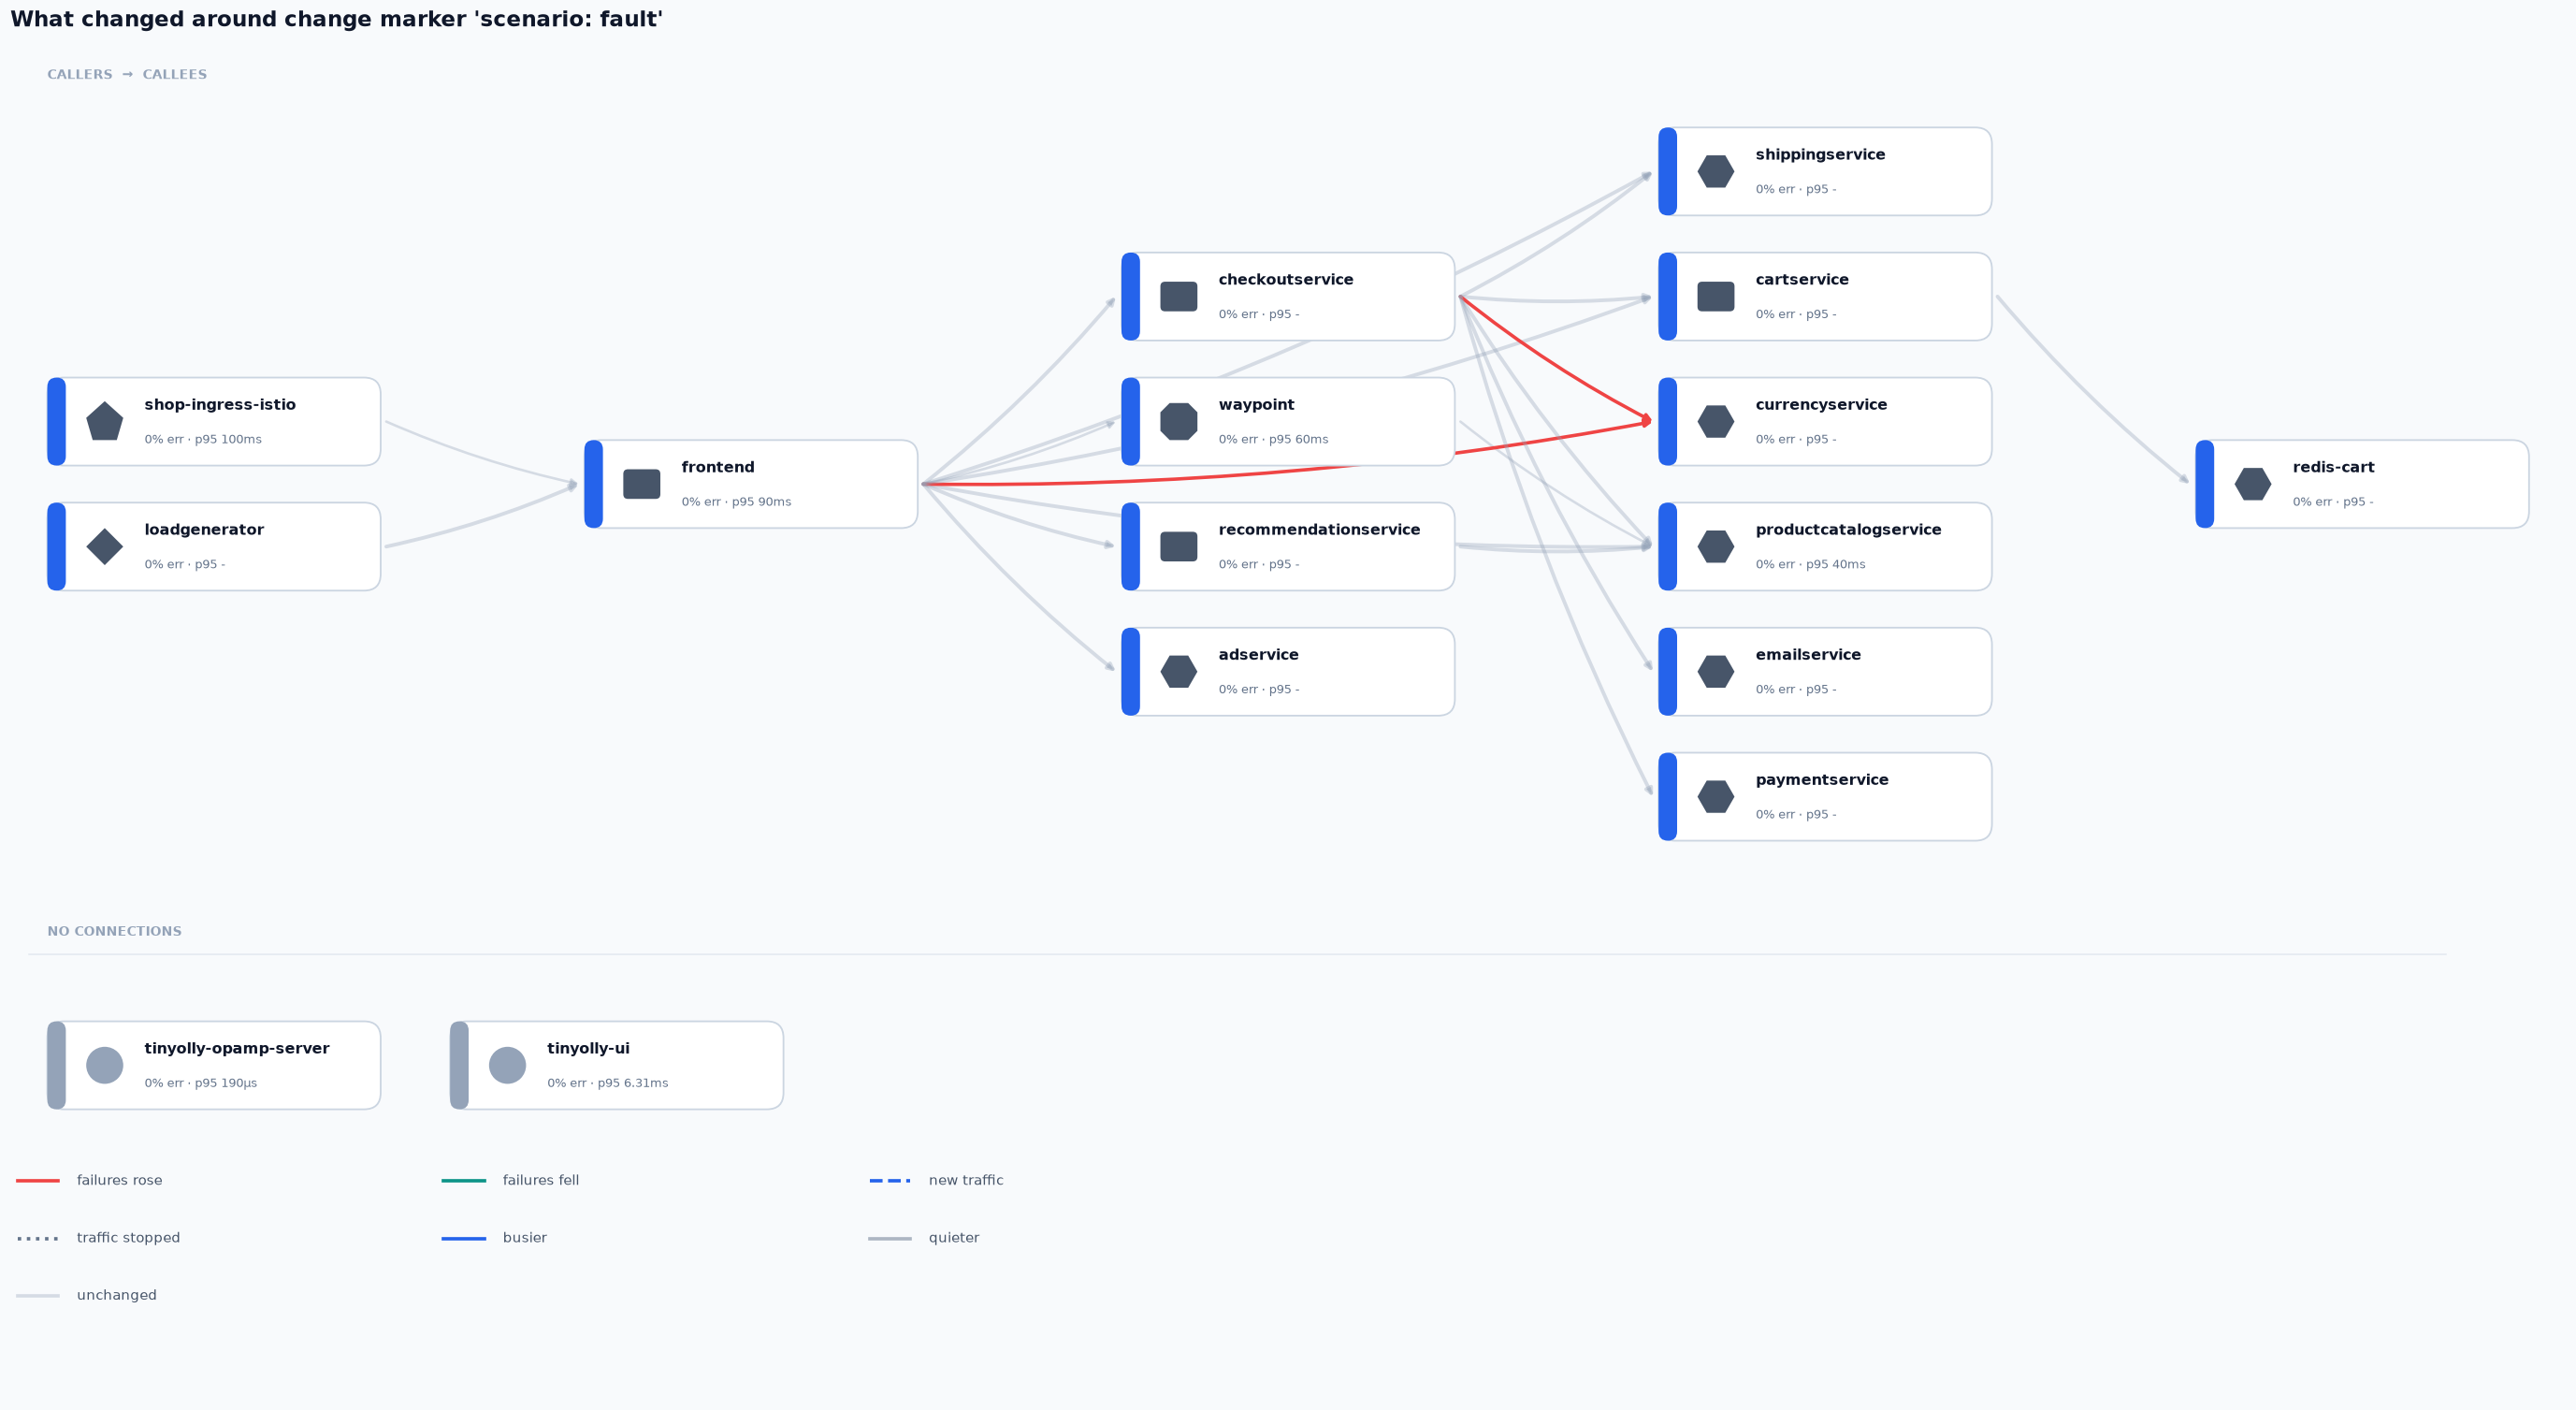 What changed around change marker 'scenario: fault'
CALLERS → CALLEES
shippingservice
0% err · p95 -
checkoutservice
0% err · p95 -
cartservice
0% err · p95 -
shop-ingress-istio
0% err · p95 100ms
waypoint
0% err · p95 60ms
currencyservice
0% err · p95 -
frontend
0% err · p95 90ms
redis-cart
0% err · p95 -
loadgenerator
0% err · p95 -
recommendationservice
0% err · p95 -
productcatalogservice
0% err · p95 40ms
adservice
0% err · p95 -
emailservice
0% err · p95 -
paymentservice
0% err · p95 -
NO CONNECTIONS
tinyolly-opamp-server
0% err · p95 190µs
tinyolly-ui
0% err · p95 6.31ms
failures rose
failures fell
new traffic
traffic stopped
busier
quieter
unchanged